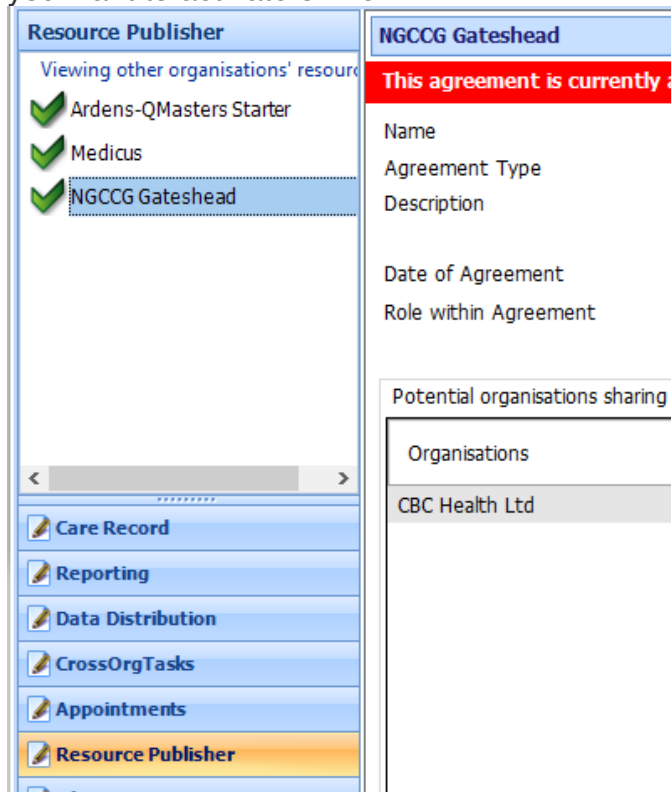 Resource Publisher
Viewing other organisations' resourc
Ardens-QMasters Starter
Medicus
NGCCG Gateshead
Care Record
Reporting
Data Distribution
CrossOrgTasks
Appointments
Resource Publisher
NGCCG Gateshead
This agreement is currently a
Name
Agreement Type
Description
Date of Agreement
Role within Agreement
Potential organisations sharing
Organisations
CBC Health Ltd